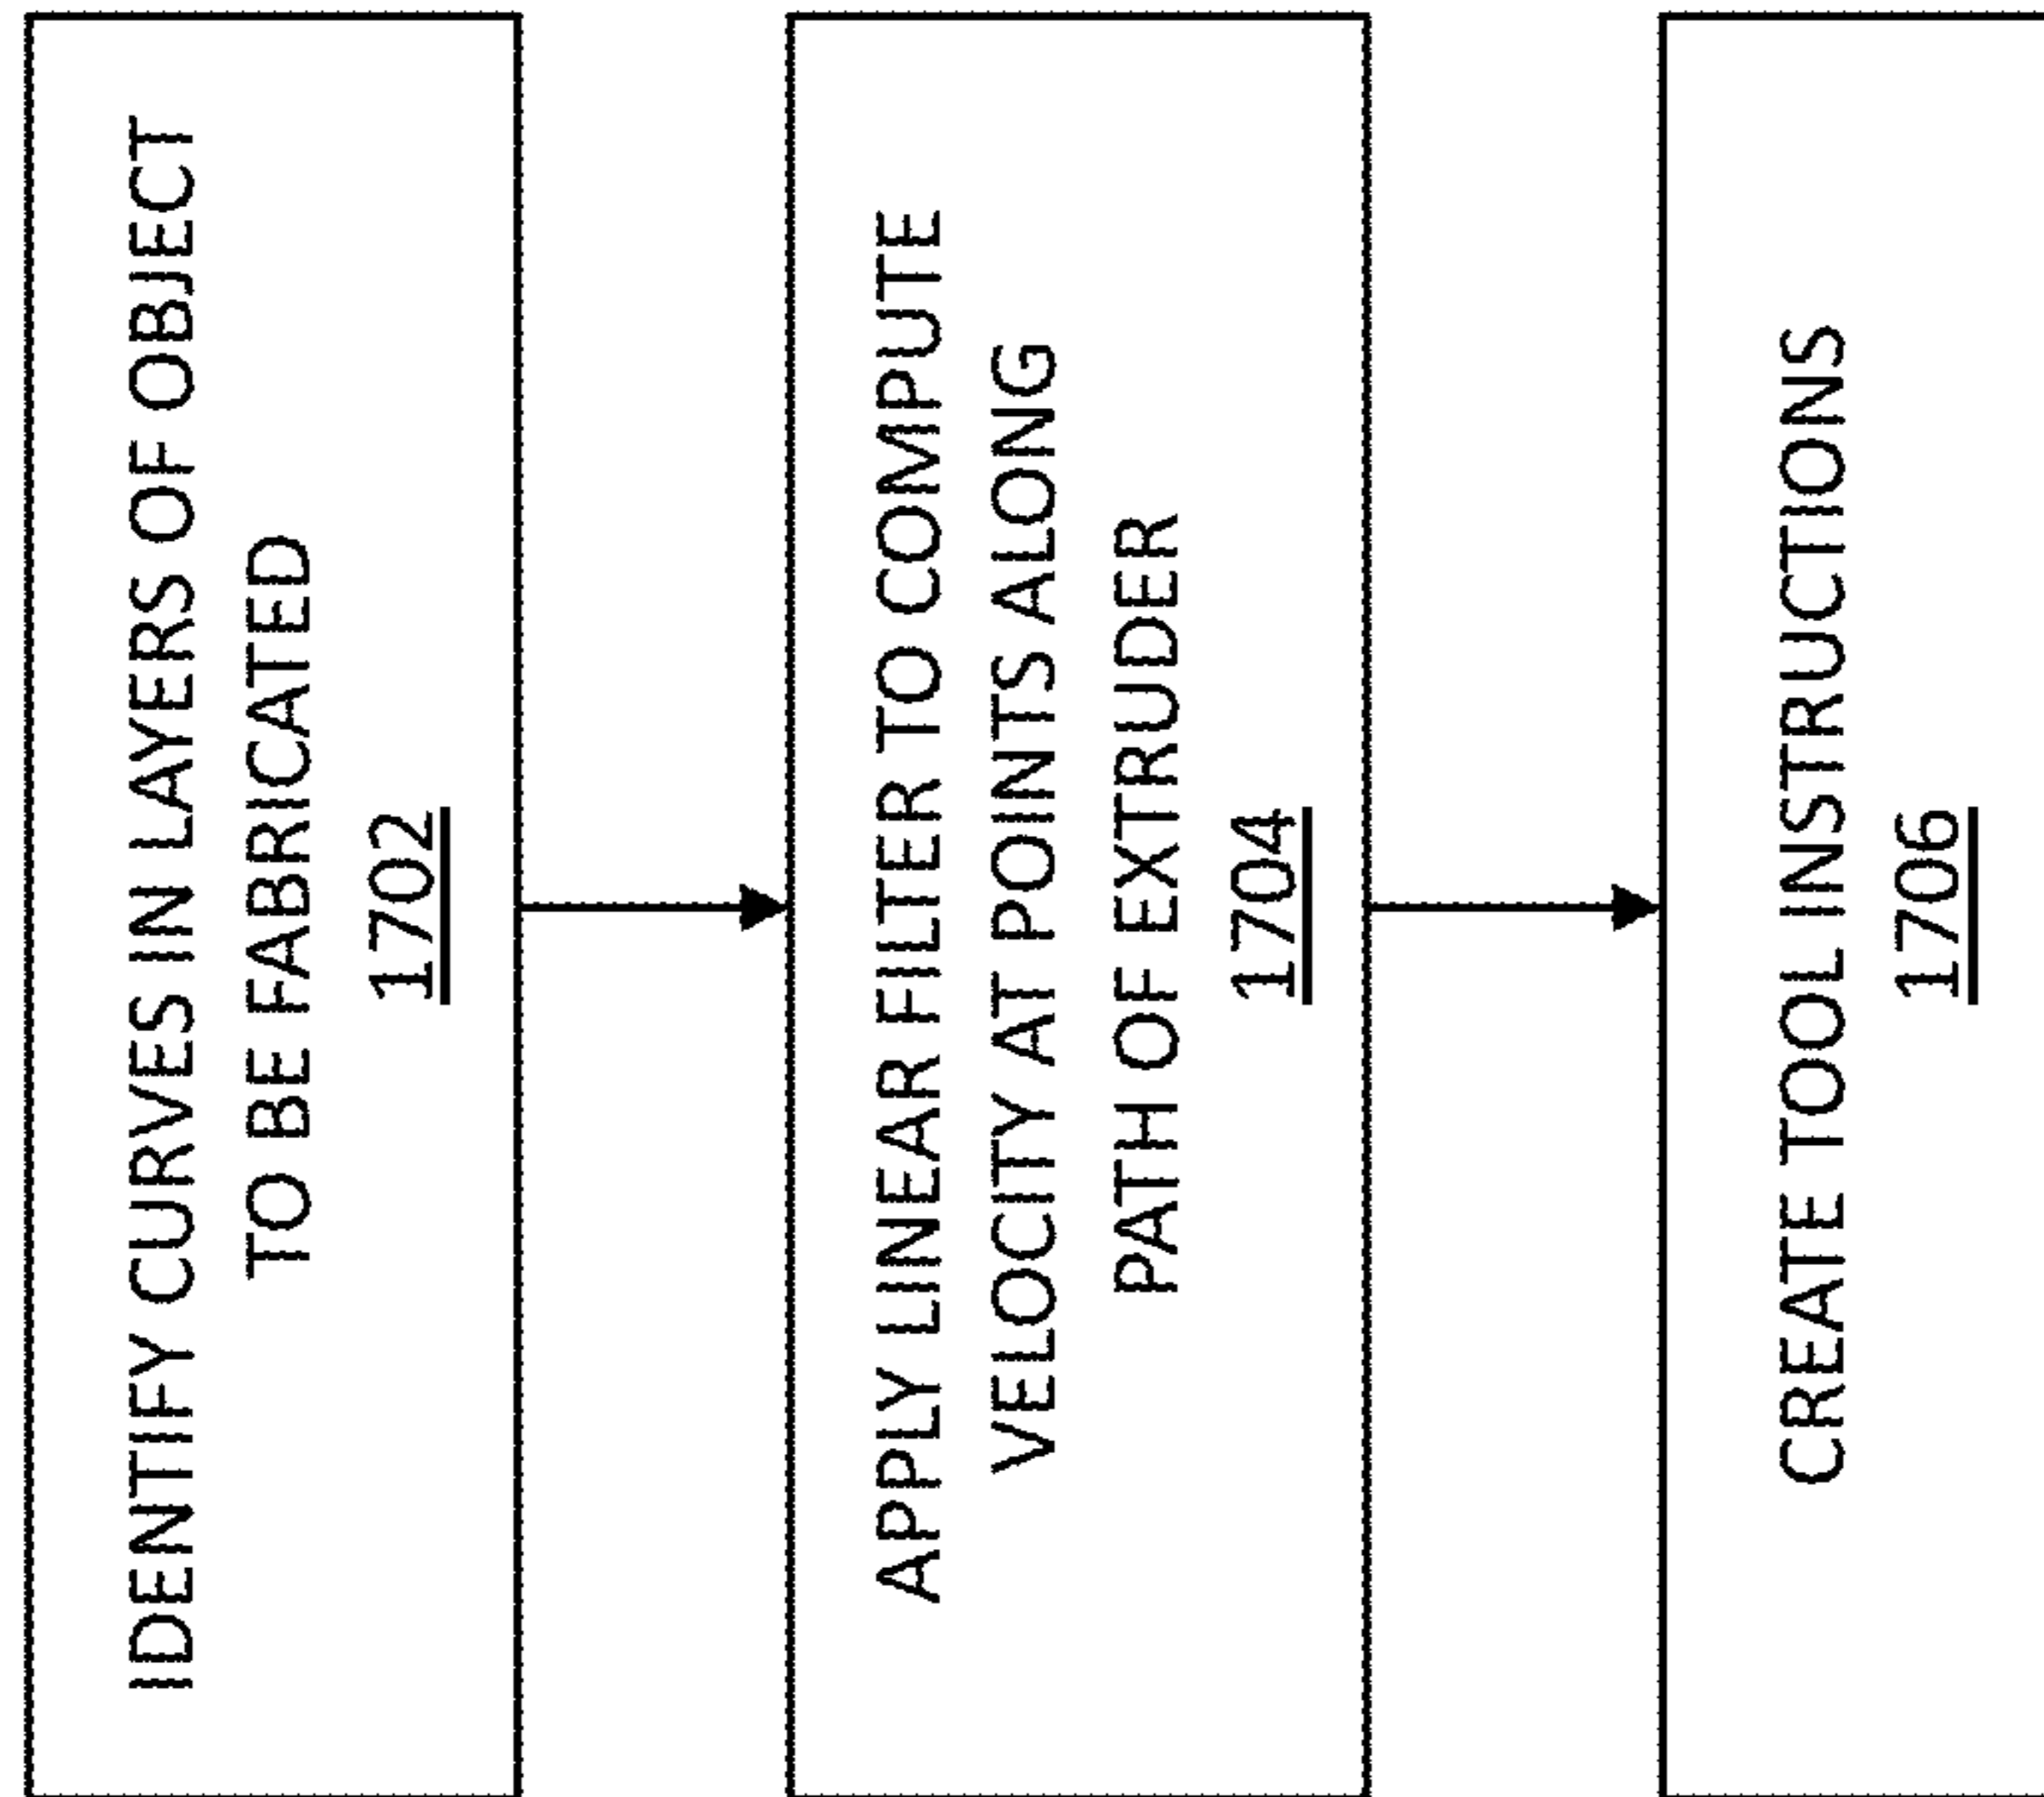 IDENTIFY CURVES IN LAYERS OF OBJECT
TO BE FABRICATED
1702
APPLY LINEAR FILTER TO COMPUTE
VELOCITY AT POINTS ALONG
PATH OF EXTRUDER
1704
CREATE TOOL INSTRUCTIONS
1706